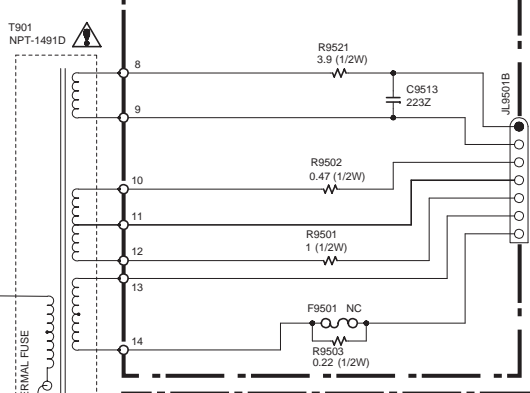 T901
NPT-1491D
8
R9521
3.9 (1/2W)
C9513
223Z
JL9501B
9
10
R9502
0.47 (1/2W)
11
R9501
1 (1/2W)
12
13
F9501 NC
14
R9503
0.22 (1/2W)
FUSE